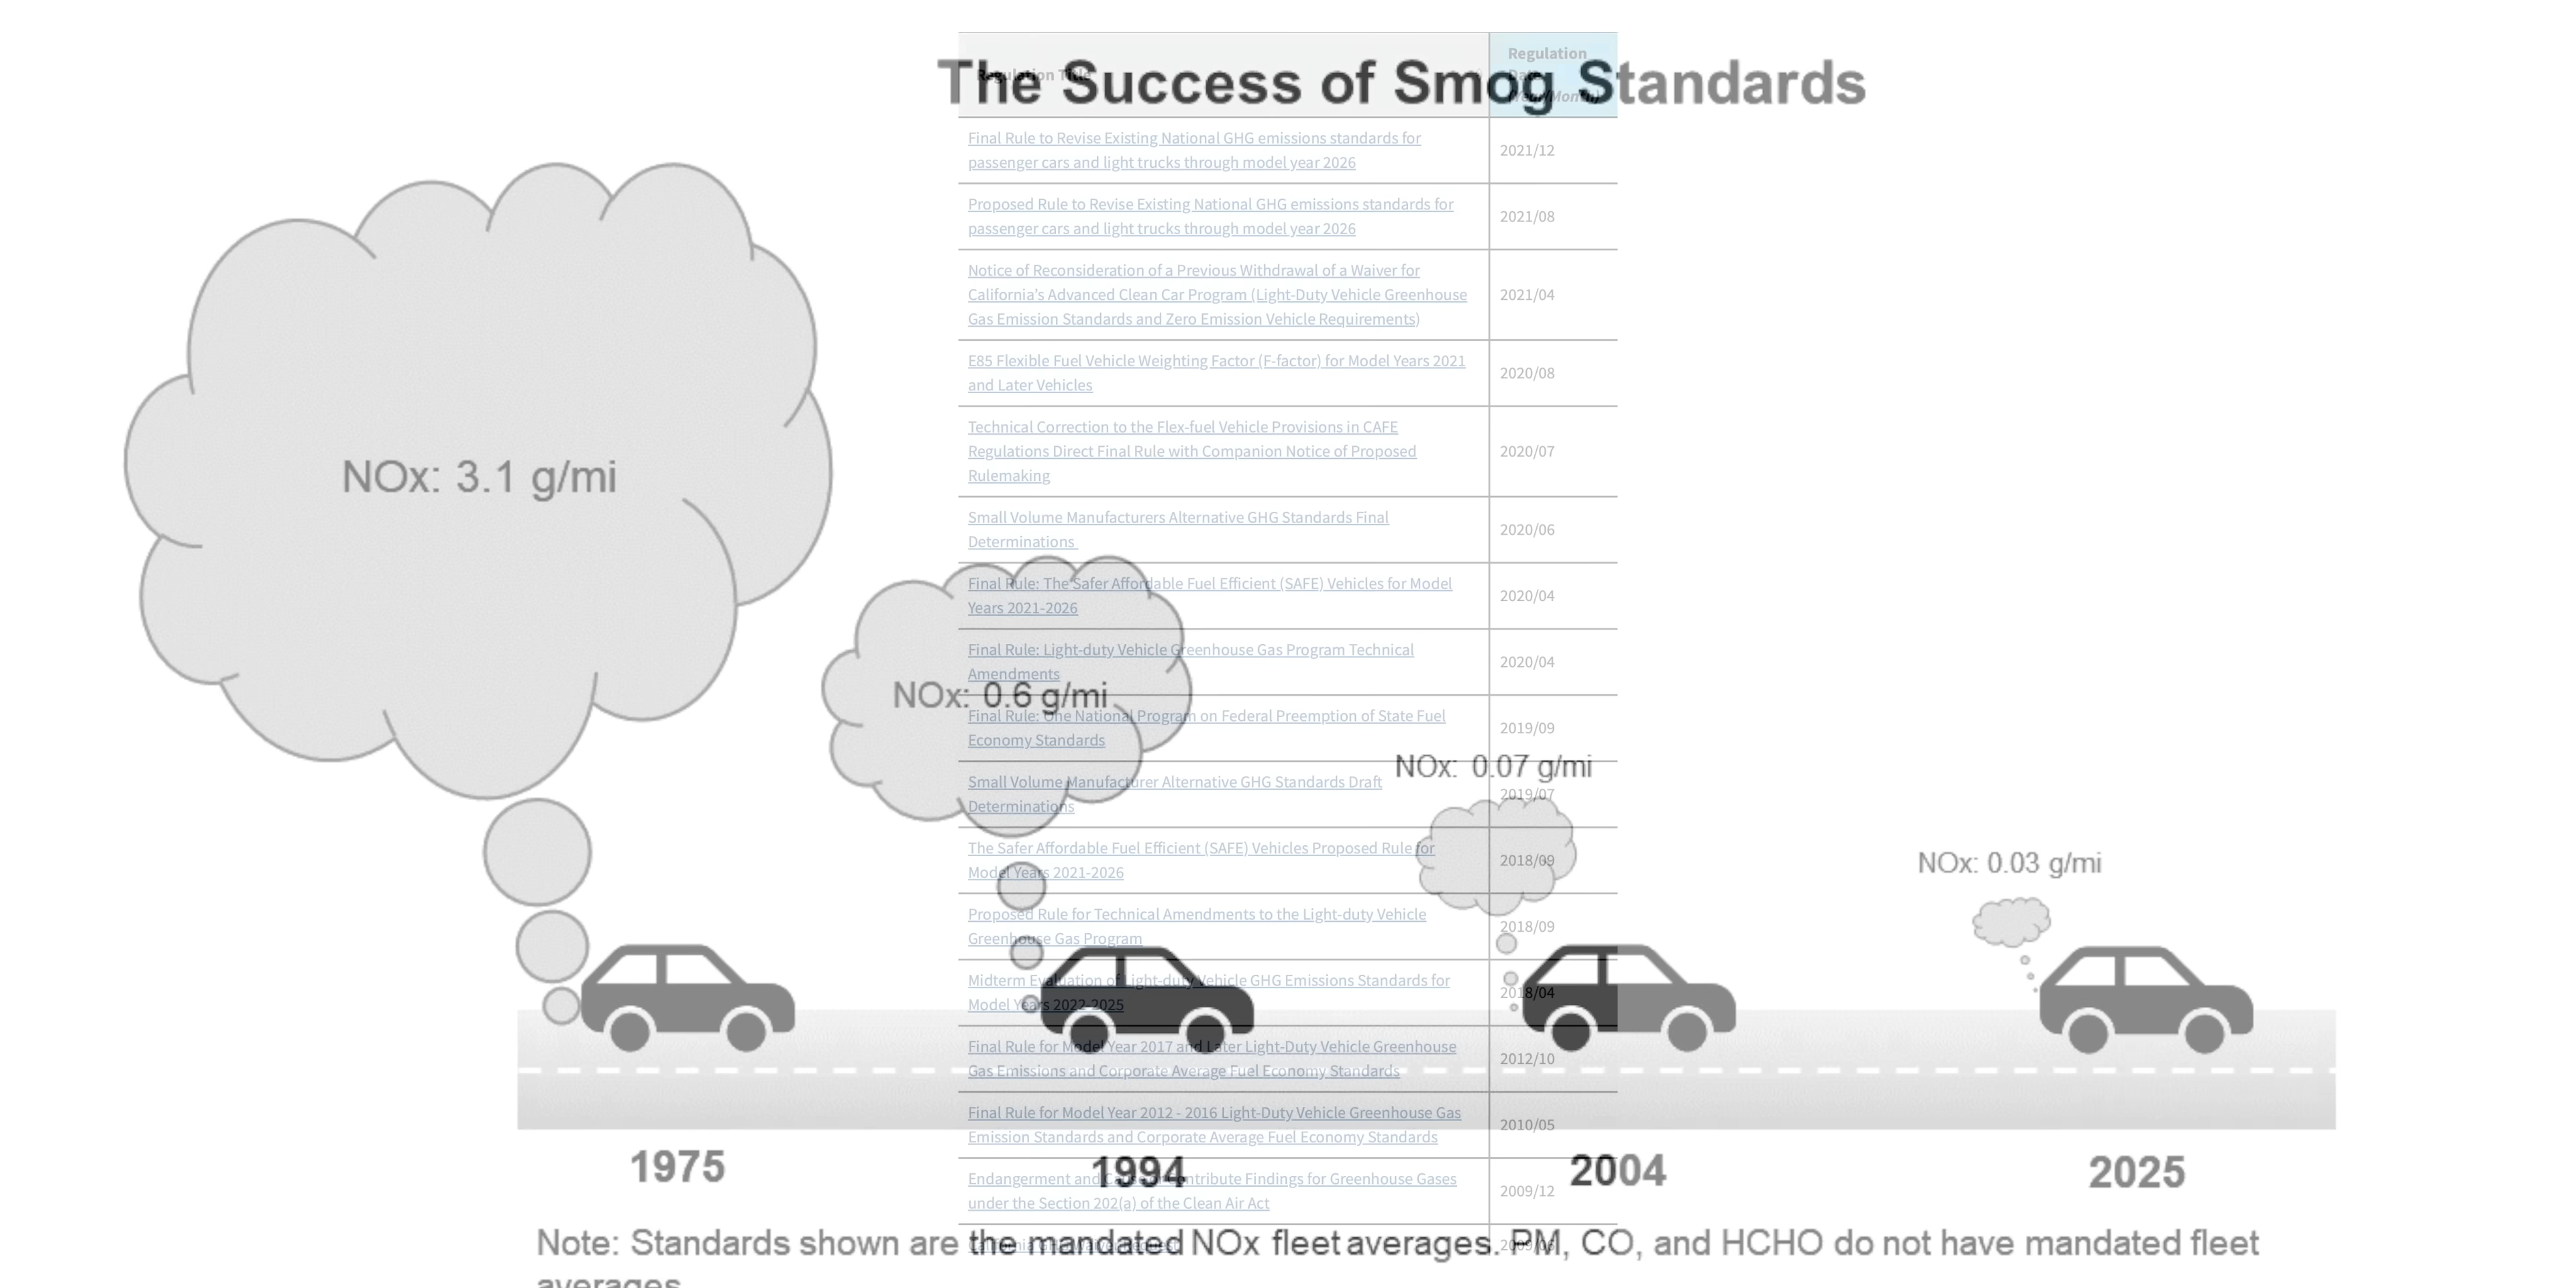 The Success of Smog Standards
Regulation Title
Regulation
Date
(Year/Month)
Final Rule to Revise Existing National GHG emissions standards for
passenger cars and light trucks through model year 2026
2021/12
Proposed Rule to Revise Existing National GHG emissions standards for
passenger cars and light trucks through model year 2026
2021/08
Notice of Reconsideration of a Previous Withdrawal of a Waiver for
California's Advanced Clean Car Program (Light-Duty Vehicle Greenhouse
Gas Emission Standards and Zero Emission Vehicle Requirements)
2021/04
E85 Flexible Fuel Vehicle Weighting Factor (F-factor) for Model Years 2021
and Later Vehicles
2020/08
Technical Correction to the Flex-fuel Vehicle Provisions in CAFE
Regulations Direct Final Rule with Companion Notice of Proposed
Rulemaking
2020/07
Small Volume Manufacturers Alternative GHG Standards Final
Determinations
2020/06
Final Rule: The Safer Affordable Fuel Efficient (SAFE) Vehicles for Model
Years 2021-2026
2020/04
Final Rule: Light-duty Vehicle Greenhouse Gas Program Technical
Amendments
2020/04
Final Rule: One National Program on Federal Preemption of State Fuel
Economy Standards
2019/09
Small Volume Manufacturer Alternative GHG Standards Draft
Determinations
2019/07
The Safer Affordable Fuel Efficient (SAFE) Vehicles Proposed Rule for
Model Years 2021-2026
2018/09
Proposed Rule for Technical Amendments to the Light-duty Vehicle
Greenhouse Gas Program
2018/09
Midterm Evaluation of Light-duty Vehicle GHG Emissions Standards for
Model Years 2022-2025
2018/04
Final Rule for Model Year 2017 and Later Light-Duty Vehicle Greenhouse
Gas Emissions and Corporate Average Fuel Economy Standards
2012/10
Final Rule for Model Year 2012 - 2016 Light-Duty Vehicle Greenhouse Gas
Emission Standards and Corporate Average Fuel Economy Standards
2010/05
Endangerment and Cause or Contribute Findings for Greenhouse Gases
under the Section 202(a) of the Clean Air Act
2009/12
NOx: 3.1 g/mi
NOx: 0.6 g/mi
NOx: 0.07 g/mi
NOx: 0.03 g/mi
1975
1994
2004
2025
Note: Standards shown are the mandated NOx fleet averages. PM, CO, and HCHO do not have mandated fleet
averages